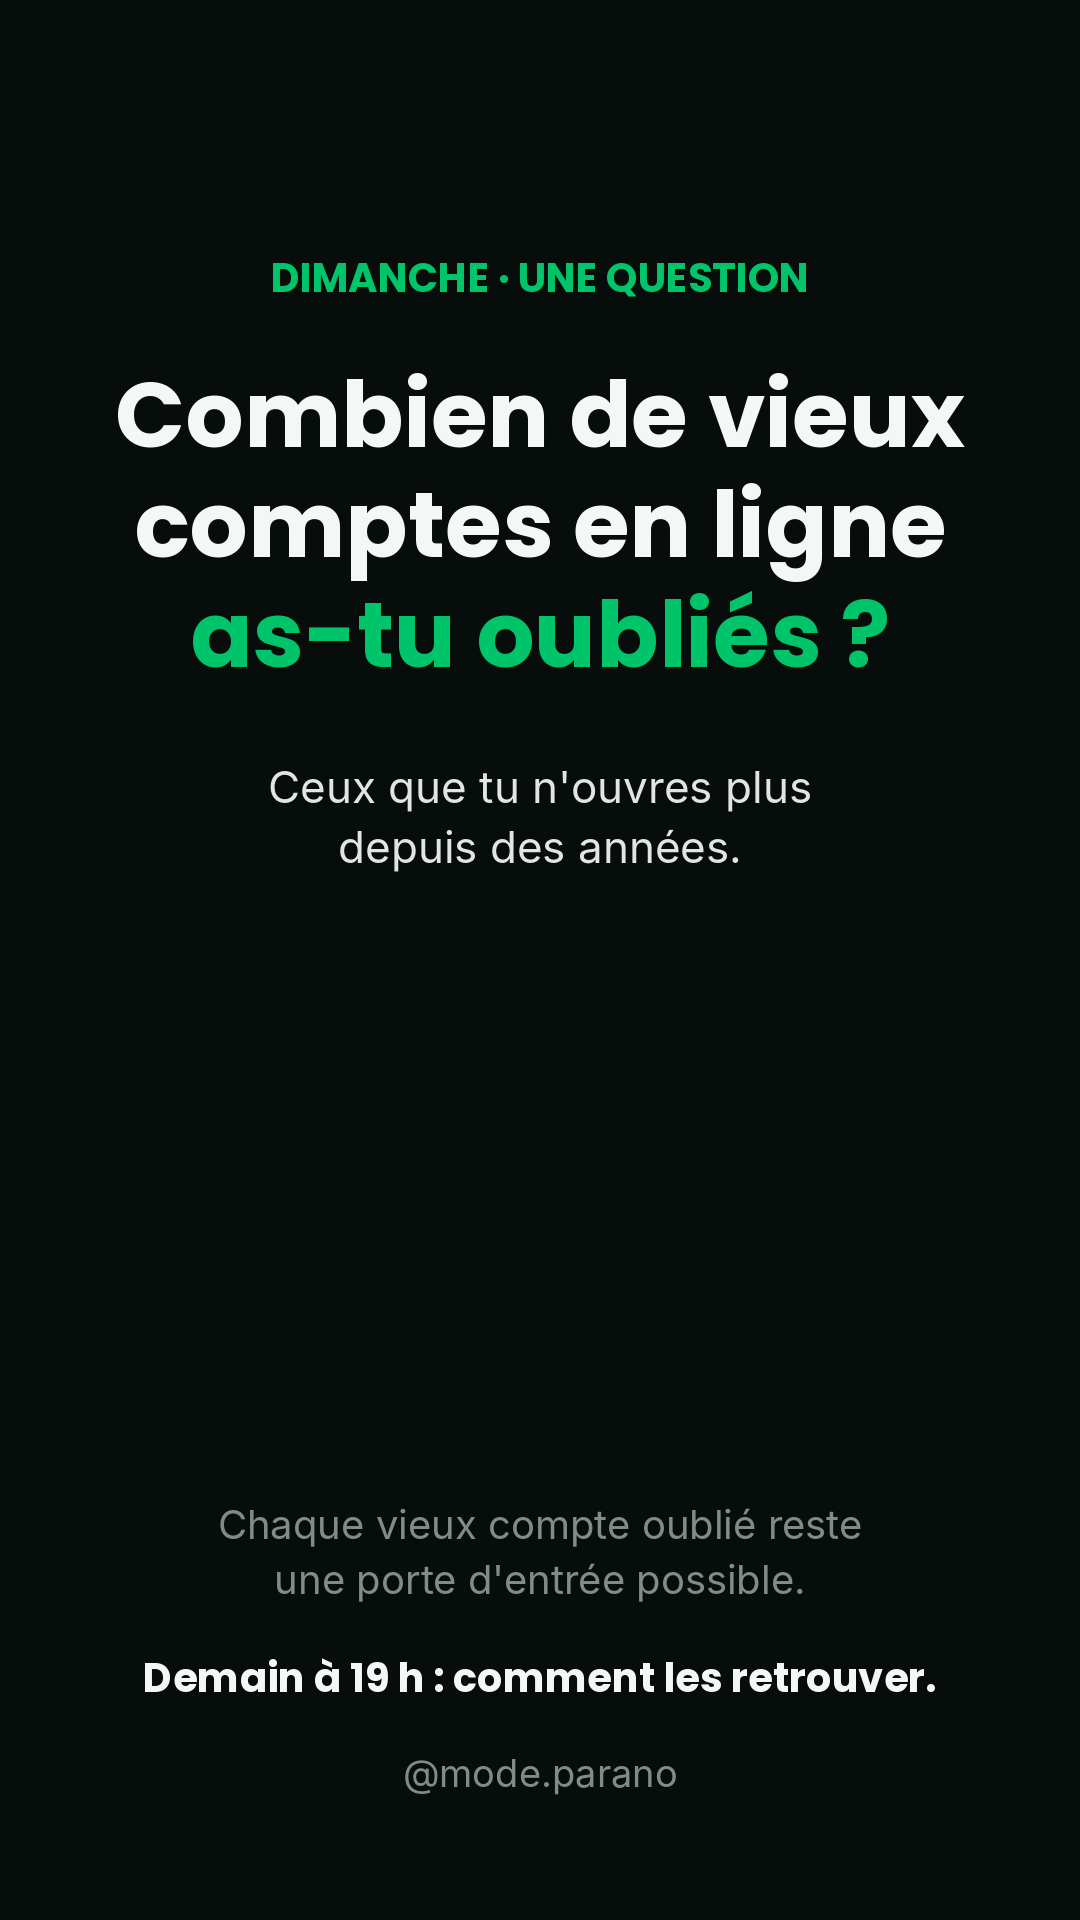 DIMANCHE · UNE QUESTION
Combien de vieux
comptes en ligne
as-tu oubliés ?
Ceux que tu n'ouvres plus
depuis des années.
Chaque vieux compte oublié reste
une porte d'entrée possible.
Demain à 19 h : comment les retrouver.
@mode.parano